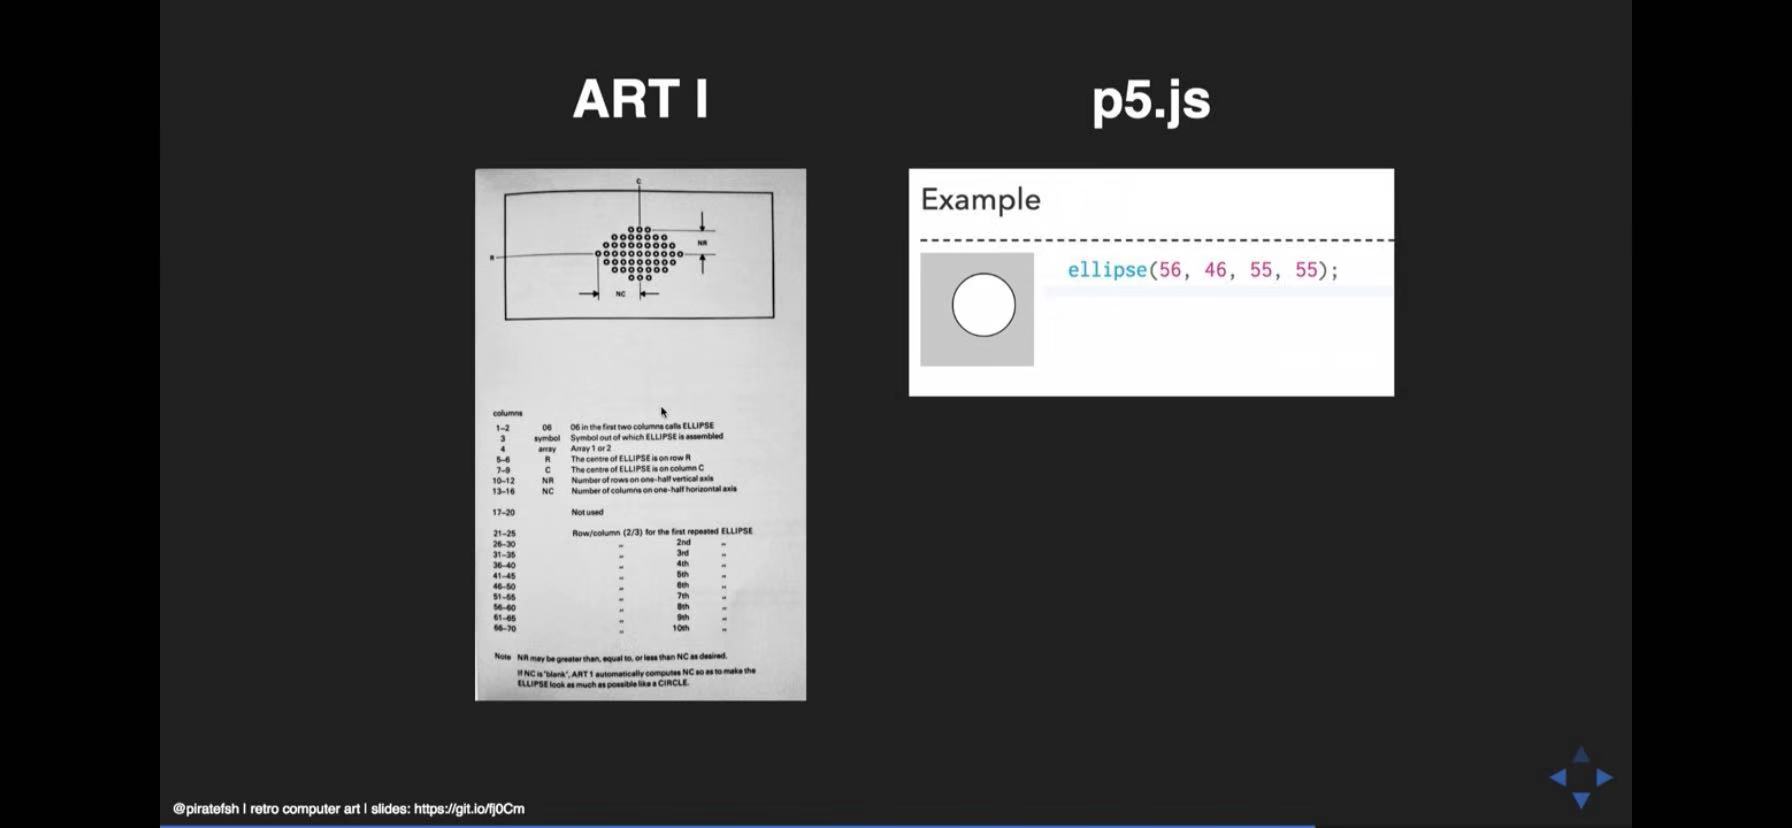 ART I
p5.js
C
R
NR
NC
columns
1–2 06 06 in the first two columns calls ELLIPSE
3 symbol Symbol out of which ELLIPSE is assembled
4 array Array 1 or 2
5–6 R The centre of ELLIPSE is on row R
7–9 C The centre of ELLIPSE is on column C
10–12 NR Number of rows on one-half vertical axis
13–16 NC Number of columns on one-half horizontal axis
17–20 Not used
21–25 Row/column (2/3) for the first repeated ELLIPSE
26–30 " 2nd "
31–35 " 3rd "
36–40 " 4th "
41–45 " 5th "
46–50 " 6th "
51–55 " 7th "
56–60 " 8th "
61–65 " 9th "
66–70 " 10th "
Note NR may be greater than, equal to, or less than NC as desired.
If NC is 'blank', ART 1 automatically computes NC so as to make the
ELLIPSE look as much as possible like a CIRCLE.
Example
ellipse(56, 46, 55, 55);
@piratefsh | retro computer art | slides: https://git.io/fj0Cm